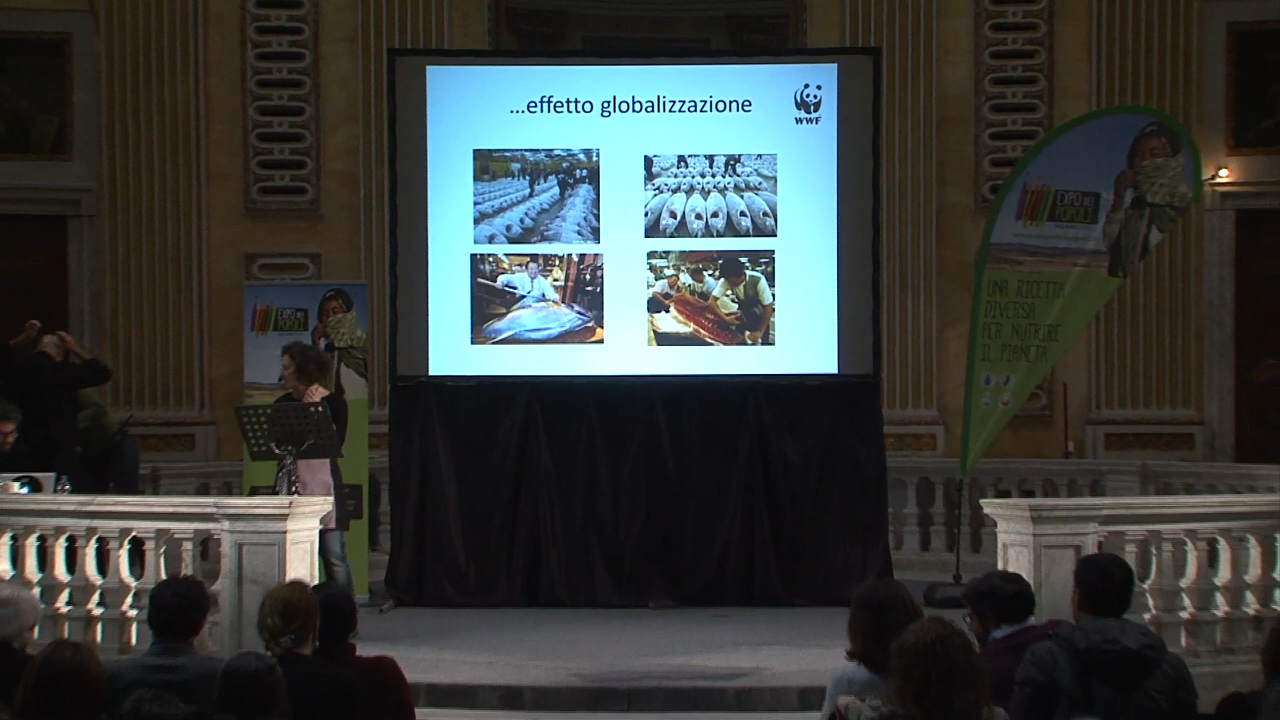 ...effetto globalizzazione
WWF
EXPO DEI
POPOLI
UNA RICETTA
DIVERSA
PER NUTRIRE
IL PIANETA
EXPO DEI
POPOLI